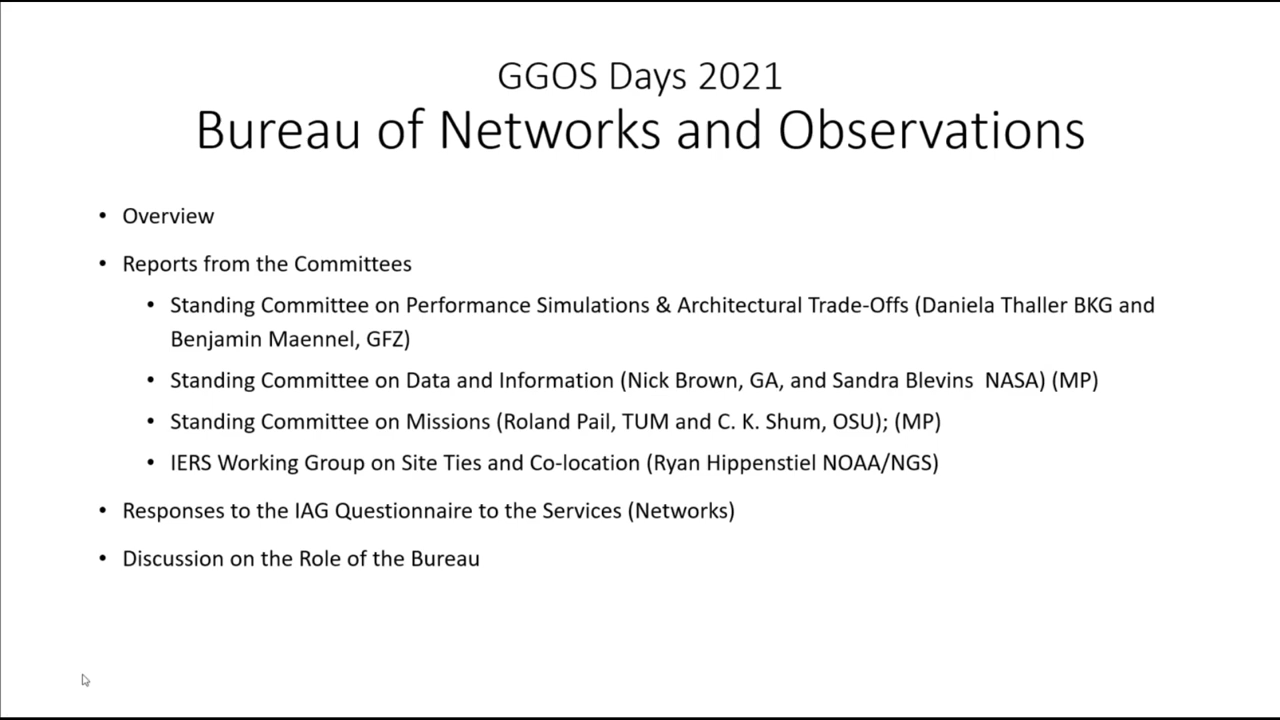 GGOS Days 2021
Bureau of Networks and Observations
• Overview
• Reports from the Committees
• Standing Committee on Performance Simulations & Architectural Trade-Offs (Daniela Thaller BKG and
Benjamin Maennel, GFZ)
• Standing Committee on Data and Information (Nick Brown, GA, and Sandra Blevins  NASA) (MP)
• Standing Committee on Missions (Roland Pail, TUM and C. K. Shum, OSU); (MP)
• IERS Working Group on Site Ties and Co-location (Ryan Hippenstiel NOAA/NGS)
• Responses to the IAG Questionnaire to the Services (Networks)
• Discussion on the Role of the Bureau